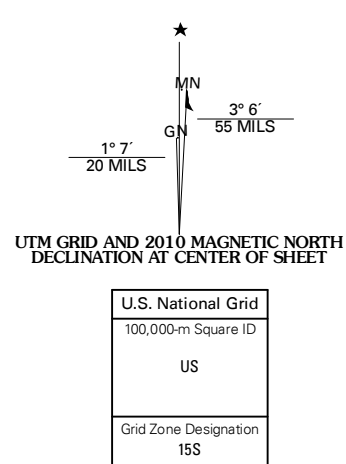 ★
MN
GN
3° 6´
55 MILS
1° 7´
20 MILS
UTM GRID AND 2010 MAGNETIC NORTH
DECLINATION AT CENTER OF SHEET
U.S. National Grid
100,000-m Square ID
US
Grid Zone Designation
15S